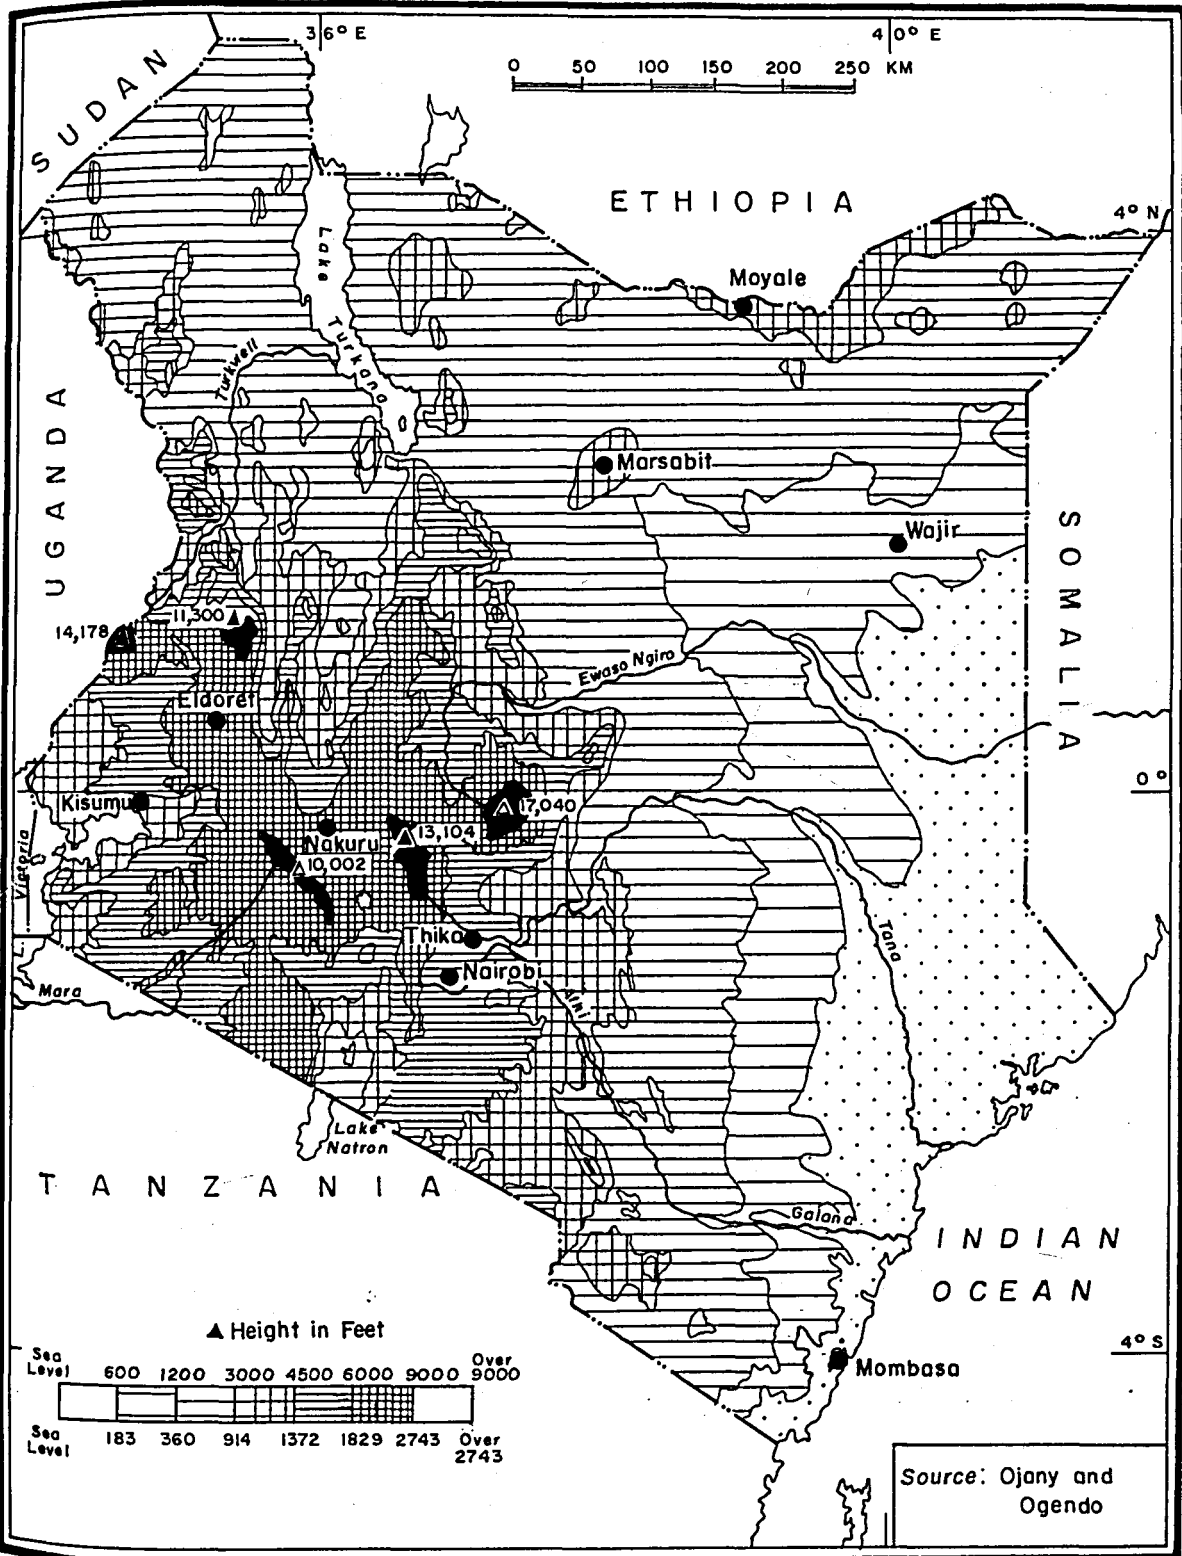 36° E
40° E
0 50 100 150 200 250 KM
SUDAN
ETHIOPIA
4° N
Lake Turkana
Moyale
Turkwell
UGANDA
Marsabit
SOMALIA
Wajir
11,300
14,178
Ewaso Ngiro
Eldoret
0°
Kisumu
17,040
13,104
Nakuru
10,002
L. Victoria
Tana
Thika
Nairobi
Mara
Athi
Lake
Natron
TANZANIA
Galana
INDIAN
OCEAN
▲ Height in Feet
4° S
Mombasa
Sea Level 600 1200 3000 4500 6000 9000 Over 9000
Sea Level 183 360 914 1372 1829 2743 Over 2743
Source: Ojany and
Ogendo